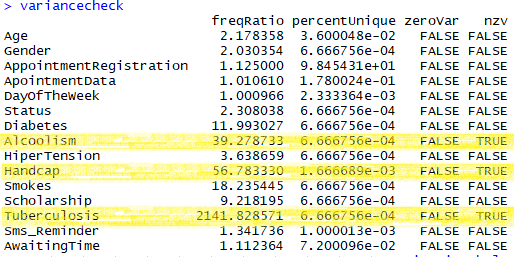 > variancecheck
freqRatio percentUnique zeroVar nzv
Age 2.178358 3.600048e-02 FALSE FALSE
Gender 2.030354 6.666756e-04 FALSE FALSE
AppointmentRegistration 1.125000 9.845431e+01 FALSE FALSE
ApointmentData 1.010610 1.780024e-01 FALSE FALSE
DayOfTheWeek 1.000966 2.333364e-03 FALSE FALSE
Status 2.308038 6.666756e-04 FALSE FALSE
Diabetes 11.993027 6.666756e-04 FALSE FALSE
Alcoolism 39.278733 6.666756e-04 FALSE TRUE
HiperTension 3.638659 6.666756e-04 FALSE FALSE
Handcap 56.783330 1.666689e-03 FALSE TRUE
Smokes 18.235445 6.666756e-04 FALSE FALSE
Scholarship 9.218195 6.666756e-04 FALSE FALSE
Tuberculosis 2141.828571 6.666756e-04 FALSE TRUE
Sms_Reminder 1.341736 1.000013e-03 FALSE FALSE
AwaitingTime 1.112364 7.200096e-02 FALSE FALSE